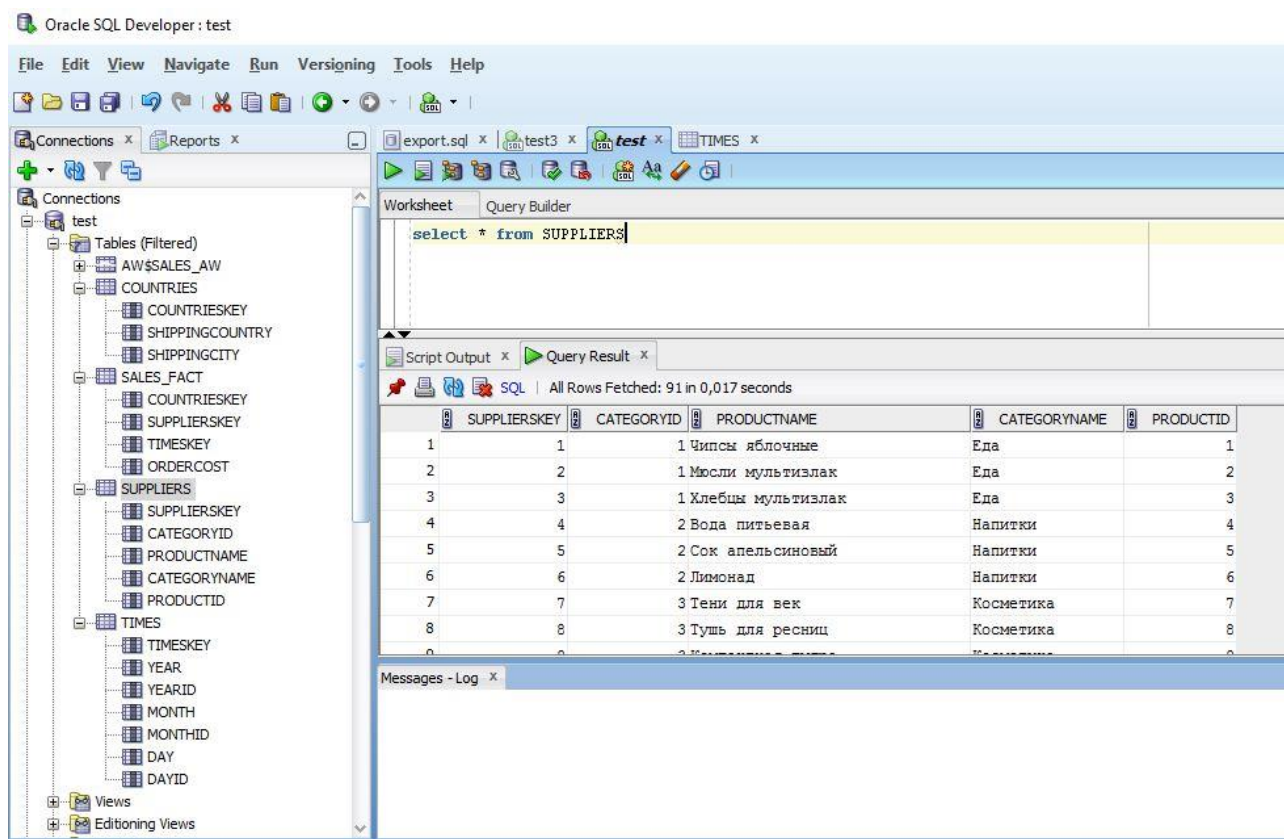 Oracle SQL Developer : test
File Edit View Navigate Run Versioning Tools Help
Connections x Reports x
export.sql x test3 x test x TIMES x
Connections
test
Tables (Filtered)
AW$SALES_AW
COUNTRIES
COUNTRIESKEY
SHIPPINGCOUNTRY
SHIPPINGCITY
SALES_FACT
COUNTRIESKEY
SUPPLIERSKEY
TIMESKEY
ORDERCOST
SUPPLIERS
SUPPLIERSKEY
CATEGORYID
PRODUCTNAME
CATEGORYNAME
PRODUCTID
TIMES
TIMESKEY
YEAR
YEARID
MONTH
MONTHID
DAY
DAYID
Views
Editioning Views
Worksheet Query Builder
select * from SUPPLIERS
Script Output x Query Result x
SQL | All Rows Fetched: 91 in 0,017 seconds
SUPPLIERSKEY CATEGORYID PRODUCTNAME CATEGORYNAME PRODUCTID
1 1 1 Чипсы яблочные Еда 1
2 2 1 Мюсли мультизлак Еда 2
3 3 1 Хлебцы мультизлак Еда 3
4 4 2 Вода питьевая Напитки 4
5 5 2 Сок апельсиновый Напитки 5
6 6 2 Лимонад Напитки 6
7 7 3 Тени для век Косметика 7
8 8 3 Тушь для ресниц Косметика 8
Messages - Log x